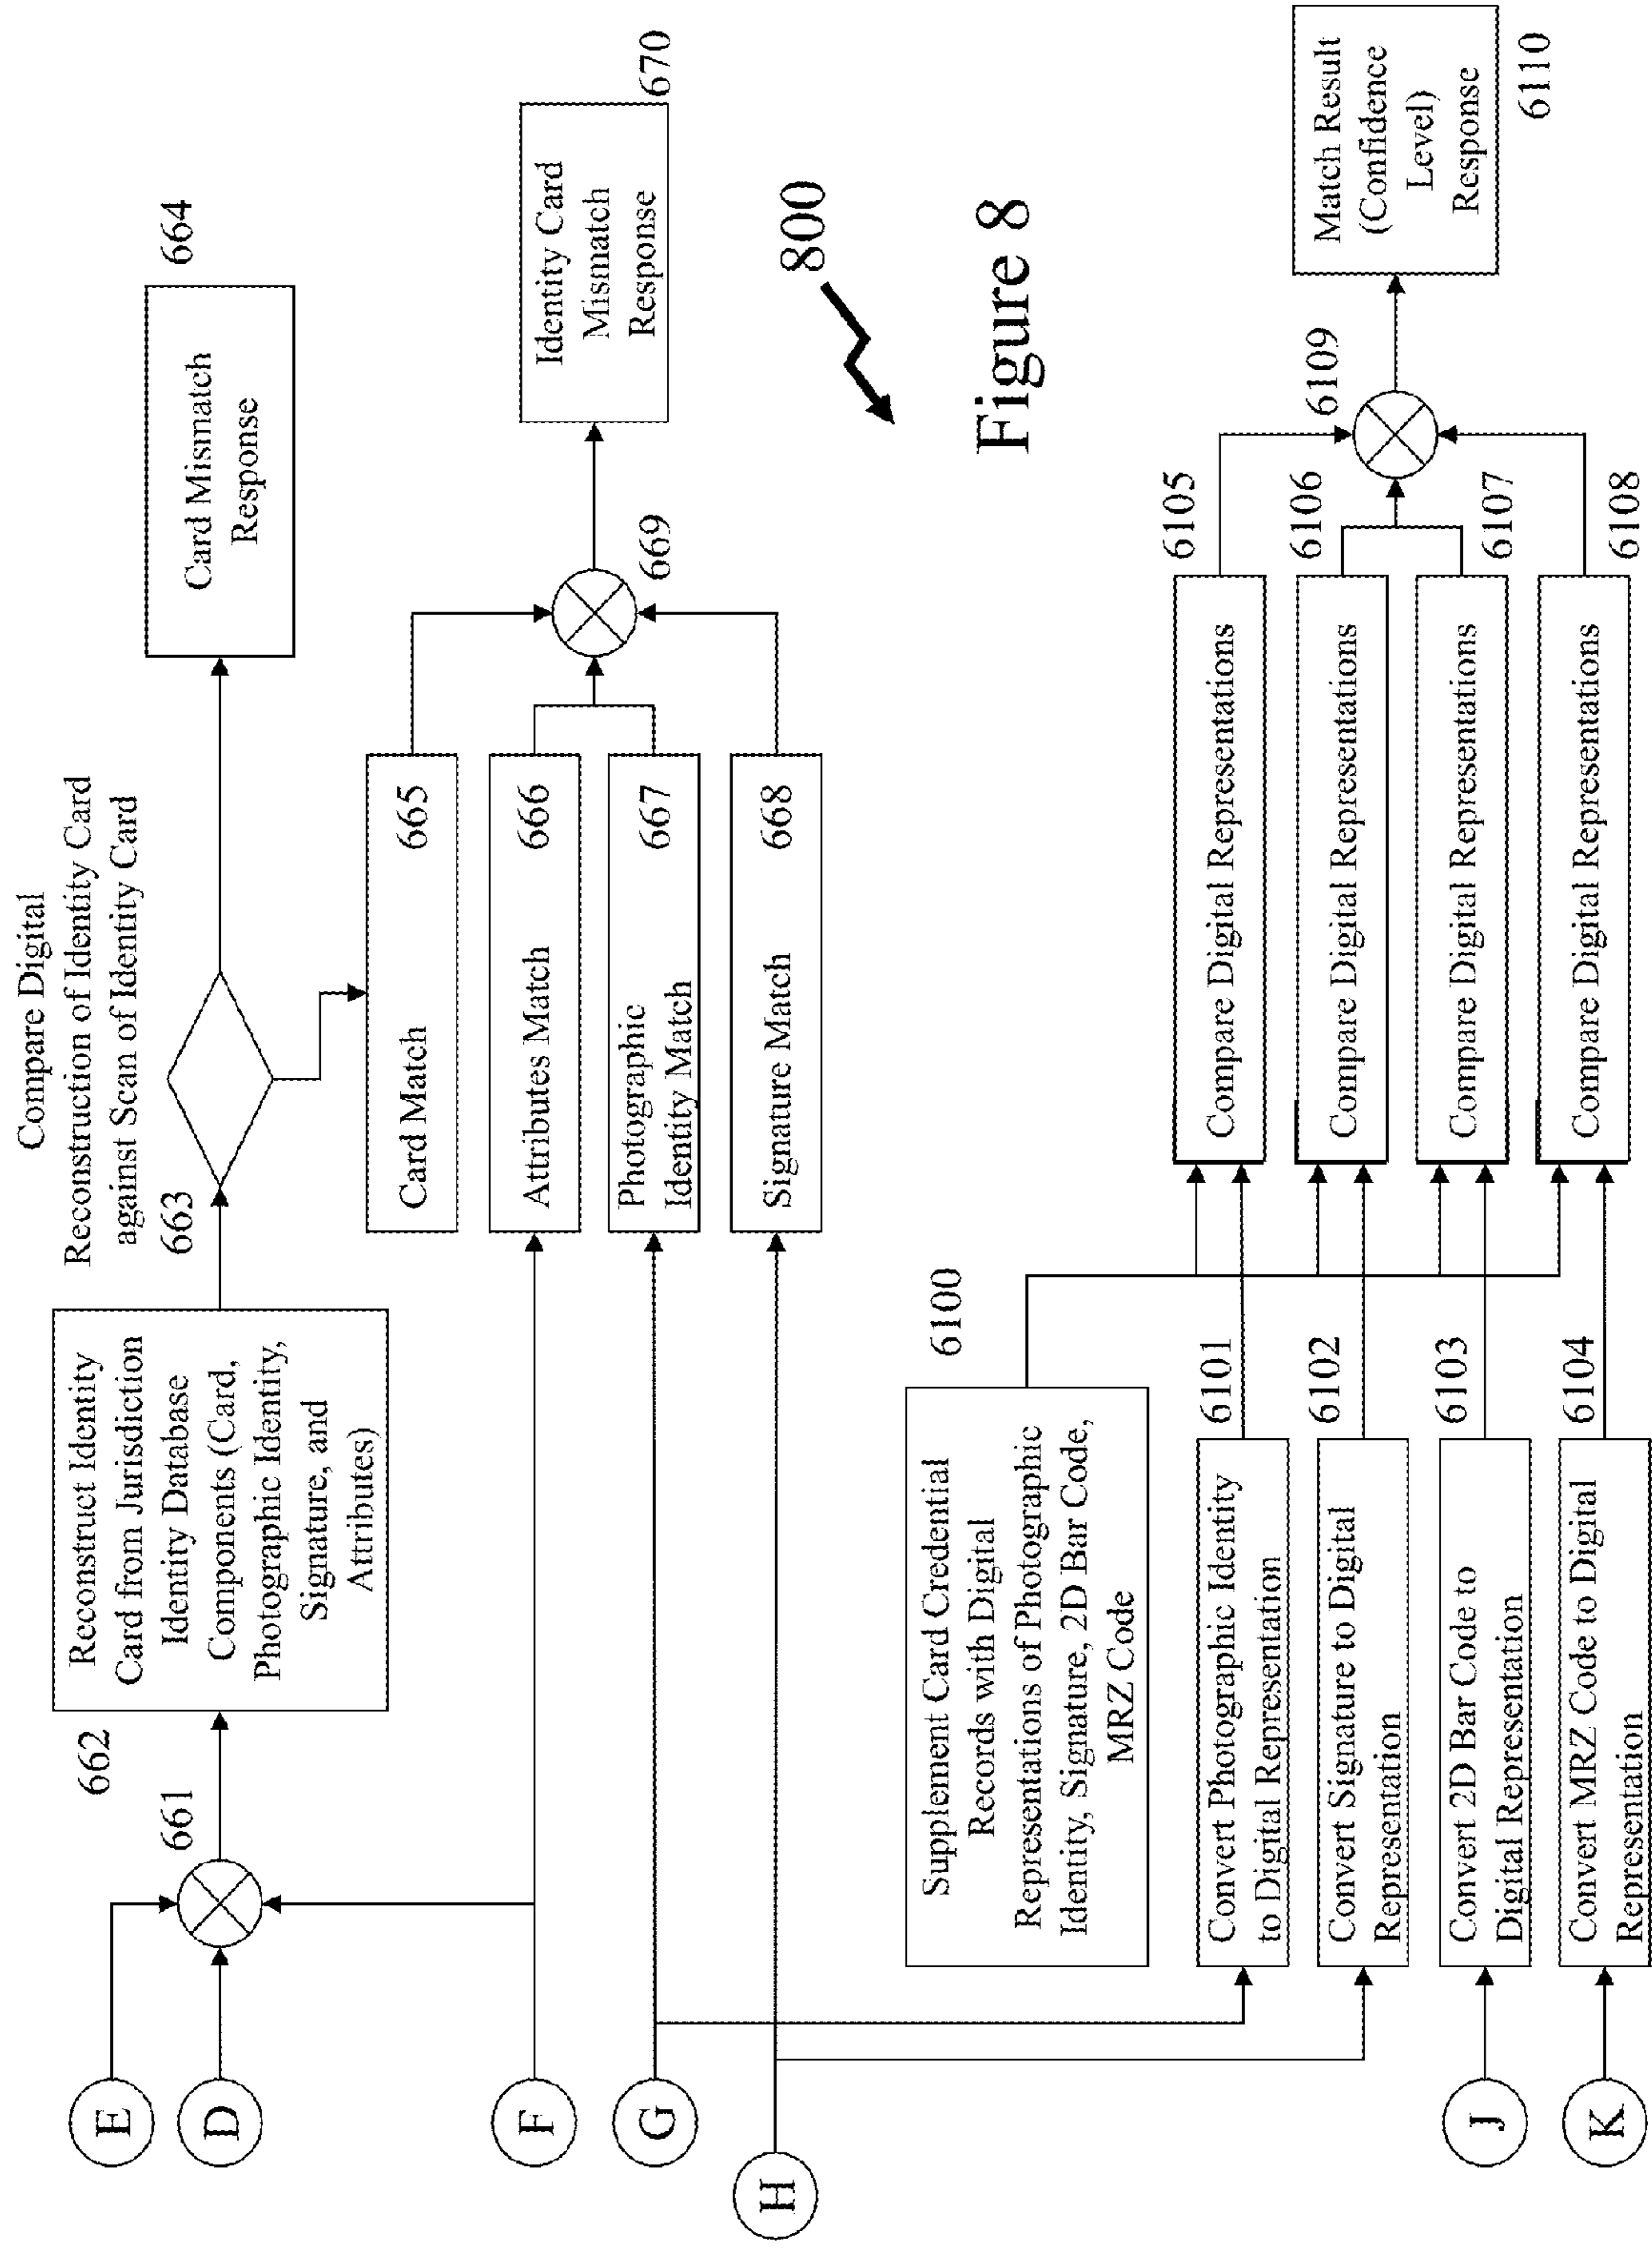 Compare Digital
Reconstruction of Identity Card
against Scan of Identity Card
E
D
661
662
Reconstruct Identity
Card from Jurisdiction
Identity Database
Components (Card,
Photographic Identity,
Signature, and
Attributes)
663
Card Mismatch
Response
664
Card Match 665
F
Attributes Match 666
G
Photographic
Identity Match 667
H
Signature Match 668
669
Identity Card
Mismatch
Response
670
800
Figure 8
Supplement Card Credential
Records with Digital
Representations of Photographic
Identity, Signature, 2D Bar Code,
MRZ Code
6100
Convert Photographic Identity
to Digital Representation
6101
Compare Digital Representations
6105
Convert Signature to Digital
Representation
6102
Compare Digital Representations
6106
J
Convert 2D Bar Code to
Digital Representation
6103
Compare Digital Representations
6107
K
Convert MRZ Code to Digital
Representation
6104
Compare Digital Representations
6108
6109
Match Result
(Confidence
Level)
Response
6110